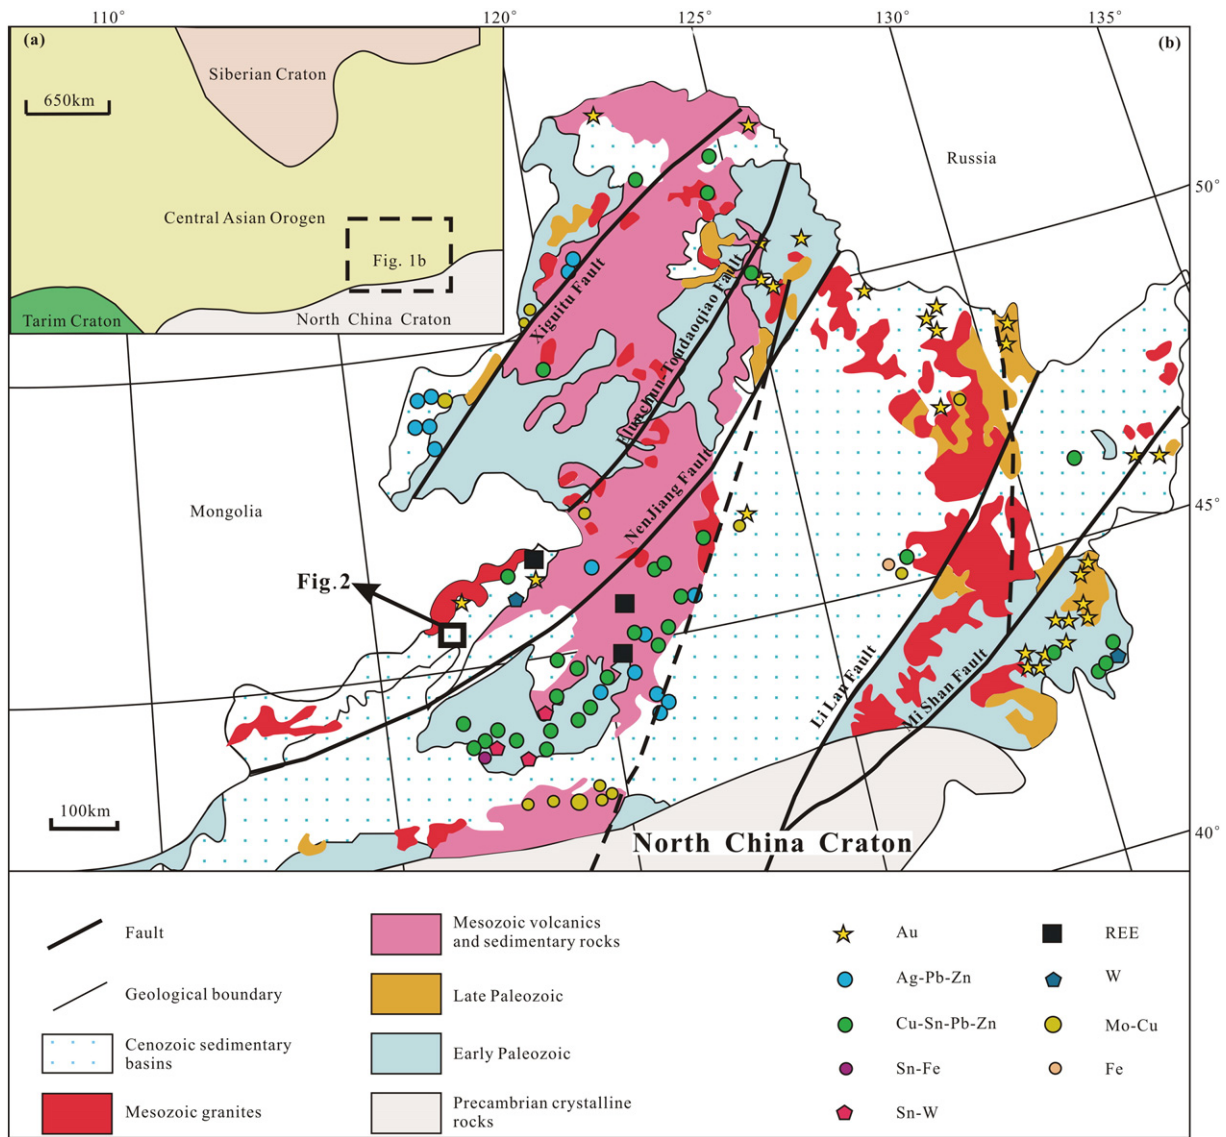 110°
120°
125°
130°
135°
(a)
(b)
Siberian Craton
650km
Russia
50°
Central Asian Orogen
Fig. 1b
Tarim Craton
North China Craton
Xiguitu Fault
Elunchun-Toudaoqiao Fault
NenJiang Fault
Mongolia
45°
Fig.2
Li Lan Fault
Mi Shan Fault
100km
North China Craton
40°
Fault
Geological boundary
Cenozoic sedimentary
basins
Mesozoic granites
Mesozoic volcanics
and sedimentary rocks
Late Paleozoic
Early Paleozoic
Precambrian crystalline
rocks
Au
Ag-Pb-Zn
Cu-Sn-Pb-Zn
Sn-Fe
Sn-W
REE
W
Mo-Cu
Fe